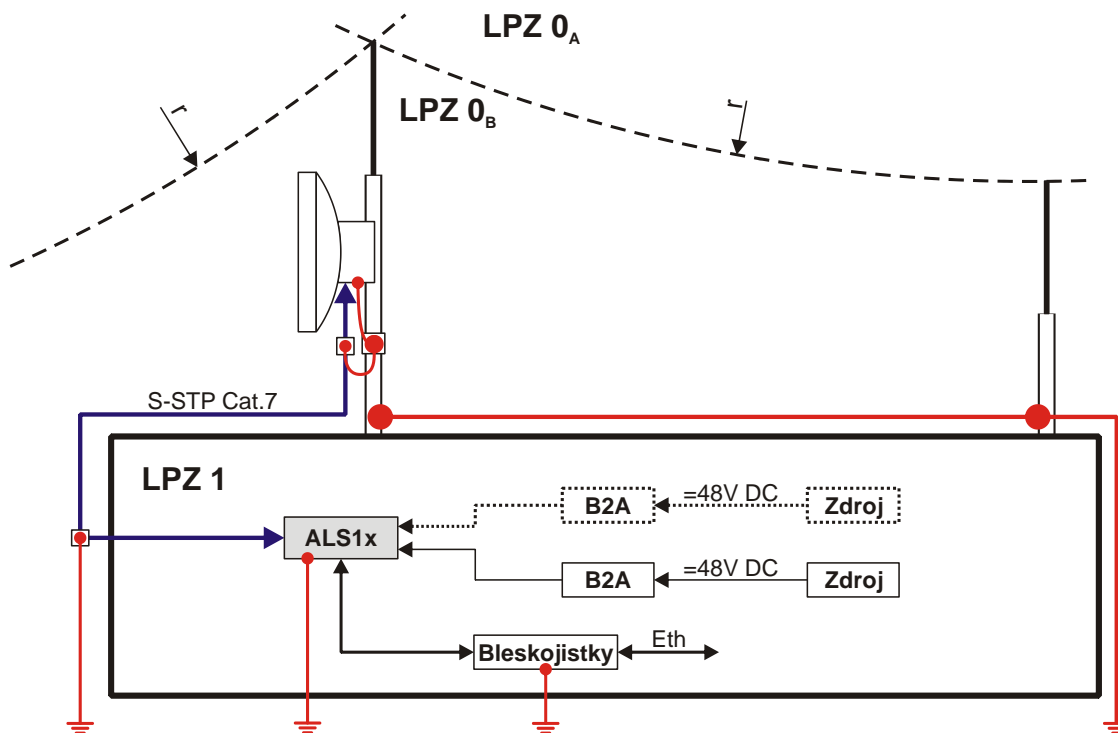 LPZ 0A
r
LPZ 0B
r
S-STP Cat.7
LPZ 1
B2A
=48V DC
Zdroj
ALS1x
B2A
=48V DC
Zdroj
Bleskojistky
Eth